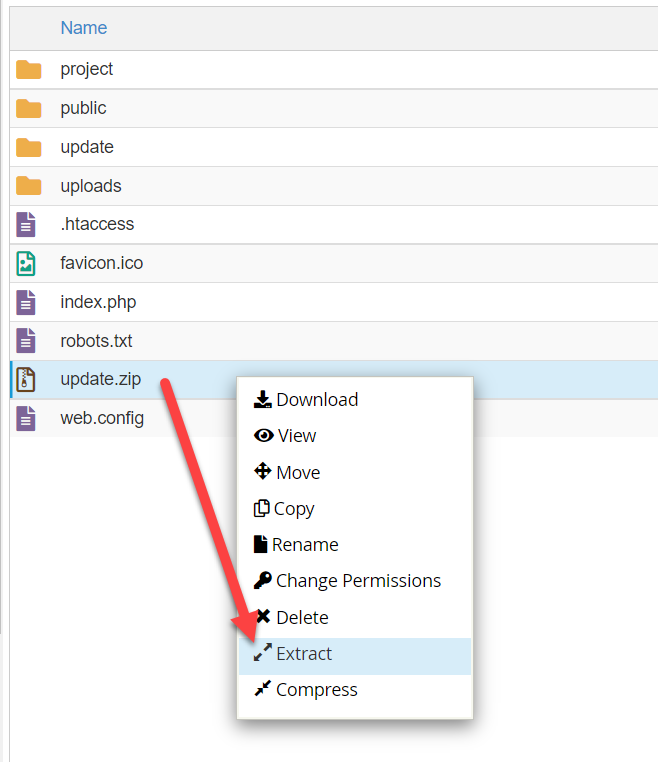 Name
project
public
update
uploads
.htaccess
favicon.ico
index.php
robots.txt
update.zip
web.config
Download
View
Move
Copy
Rename
Change Permissions
Delete
Extract
Compress